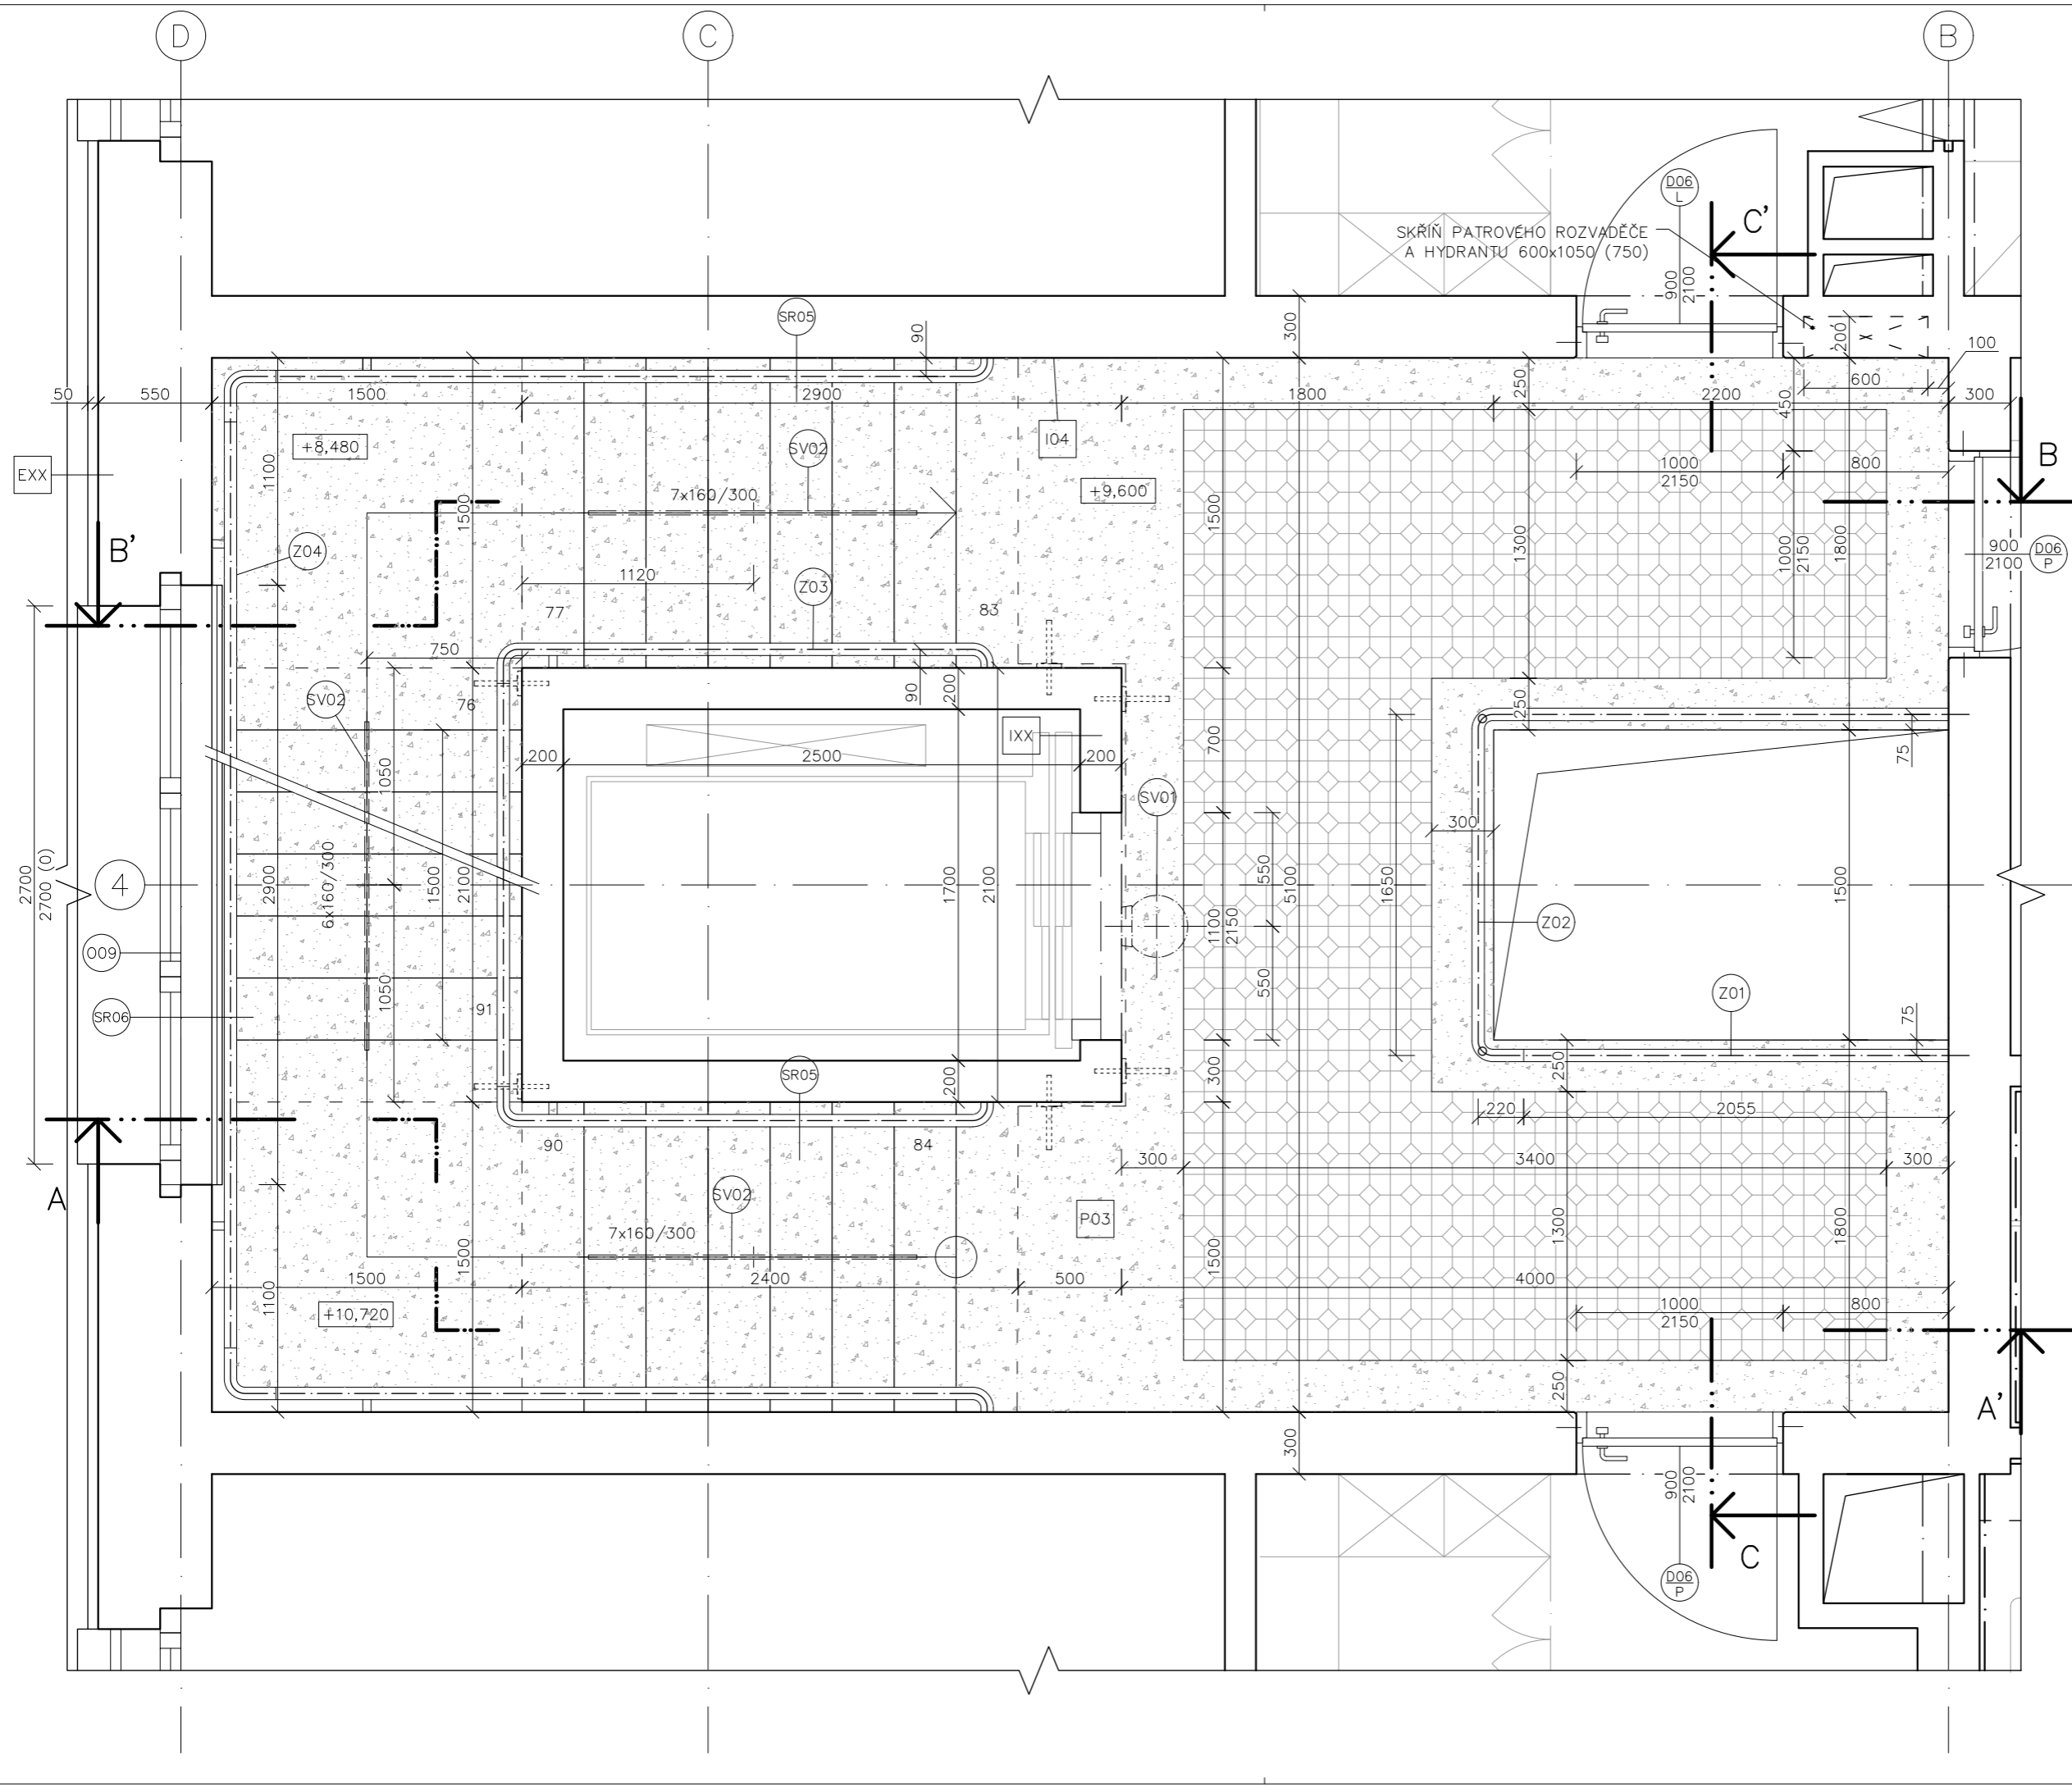 D
C
B
D06
L
C'
SKŘÍŇ PATROVÉHO ROZVADĚČE
A HYDRANTU 600x1050 (750)
900
2100
SR05
90
300
200
100
50
550
1500
2900
1800
250
2200
450
600
300
+8,480
SV02
I04
EXX
1100
B
1000
2150
800
7x160/300
+9,600
1500
1500
B'
Z04
1300
1000
2150
1800
900
2100
D06
P
1120
Z03
77
83
750
76
SV02
90
200
250
IXX
700
1650
75
200
2500
200
1050
SV01
300
2700
2700 (0)
4
2900
6x160/300
1500
2100
1700
2100
550
1100
2150
5100
1500
O09
Z02
550
1050
91
Z01
SR06
75
SR05
300
250
200
220
2055
90
84
300
3400
300
A
SV02
P03
7x160/300
1300
1800
1500
1500
1500
2400
500
4000
1100
+10,720
1000
2150
800
250
A'
300
900
2100
C
D06
P